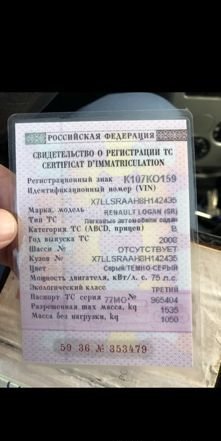 РОССИЙСКАЯ ФЕДЕРАЦИЯ
СВИДЕТЕЛЬСТВО О РЕГИСТРАЦИИ ТС
CERTIFICAT D'IMMATRICULATION
Регистрационный знак К107КО159
Идентификационный номер (VIN)
X7LLSRAAH8H142435
Марка, модель RENAULT LOGAN (SR)
Тип ТС Легковой автомобиль седан
Категория ТС (ABCD, прицеп) B
Год выпуска ТС 2008
Шасси № ОТСУТСТВУЕТ
Кузов № X7LLSRAAH8H142435
Цвет Серый/ТЕМНО-СЕРЫЙ
Мощность двигателя, кВт/л. с. 75 л.с.
Экологический класс ТРЕТИЙ
Паспорт ТС серия 77МО № 965404
Разрешенная max масса, kg 1535
Масса без нагрузки, kg 1050
59 36 № 353479